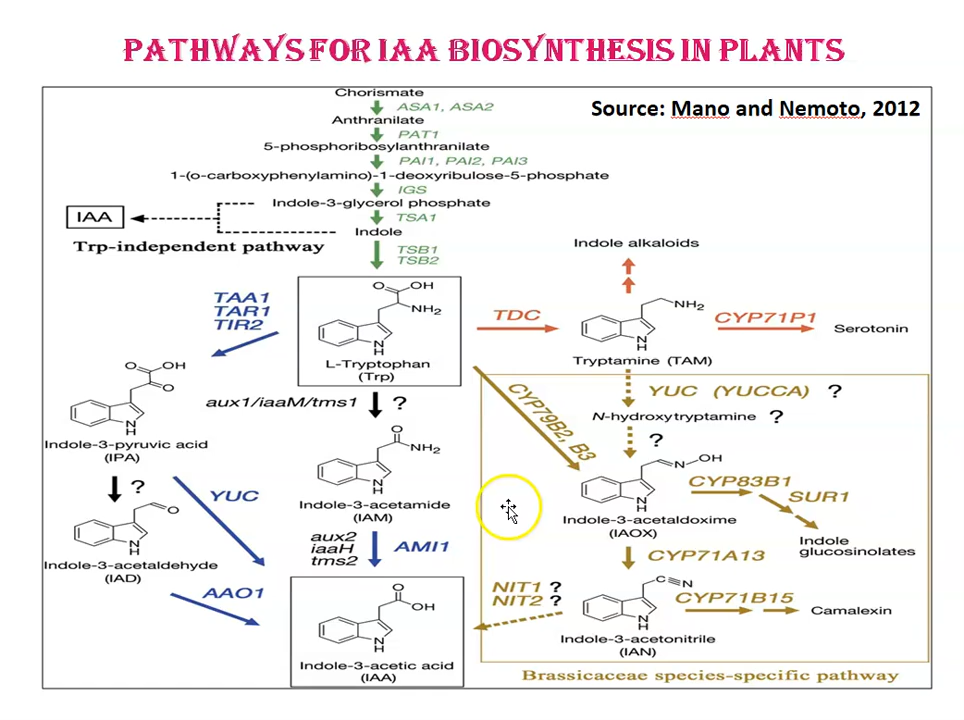 PATHWAYS FOR IAA BIOSYNTHESIS IN PLANTS
Source: Mano and Nemoto, 2012
Chorismate
ASA1, ASA2
Anthranilate
PAT1
5-phosphoribosylanthranilate
PAI1, PAI2, PAI3
1-(o-carboxyphenylamino)-1-deoxyribulose-5-phosphate
IGS
Indole-3-glycerol phosphate
TSA1
Indole
IAA
Trp-independent pathway
TSB1
TSB2
Indole alkaloids
TAA1
TAR1
TIR2
O
OH
NH2
N
H
L-Tryptophan
(Trp)
TDC
NH2
N
H
Tryptamine (TAM)
CYP71P1
Serotonin
O
OH
O
N
H
Indole-3-pyruvic acid
(IPA)
aux1/iaaM/tms1
?
CYP79B2, B3
YUC (YUCCA) ?
N-hydroxytryptamine ?
?
O
NH2
N
H
Indole-3-acetamide
(IAM)
N
OH
N
H
Indole-3-acetaldoxime
(IAOX)
CYP83B1
SUR1
Indole
glucosinolates
?
YUC
O
N
H
Indole-3-acetaldehyde
(IAD)
aux2
iaaH
tms2
AMI1
CYP71A13
AAO1
O
OH
N
H
Indole-3-acetic acid
(IAA)
NIT1 ?
NIT2 ?
C≡N
N
H
Indole-3-acetonitrile
(IAN)
CYP71B15
Camalexin
Brassicaceae species-specific pathway